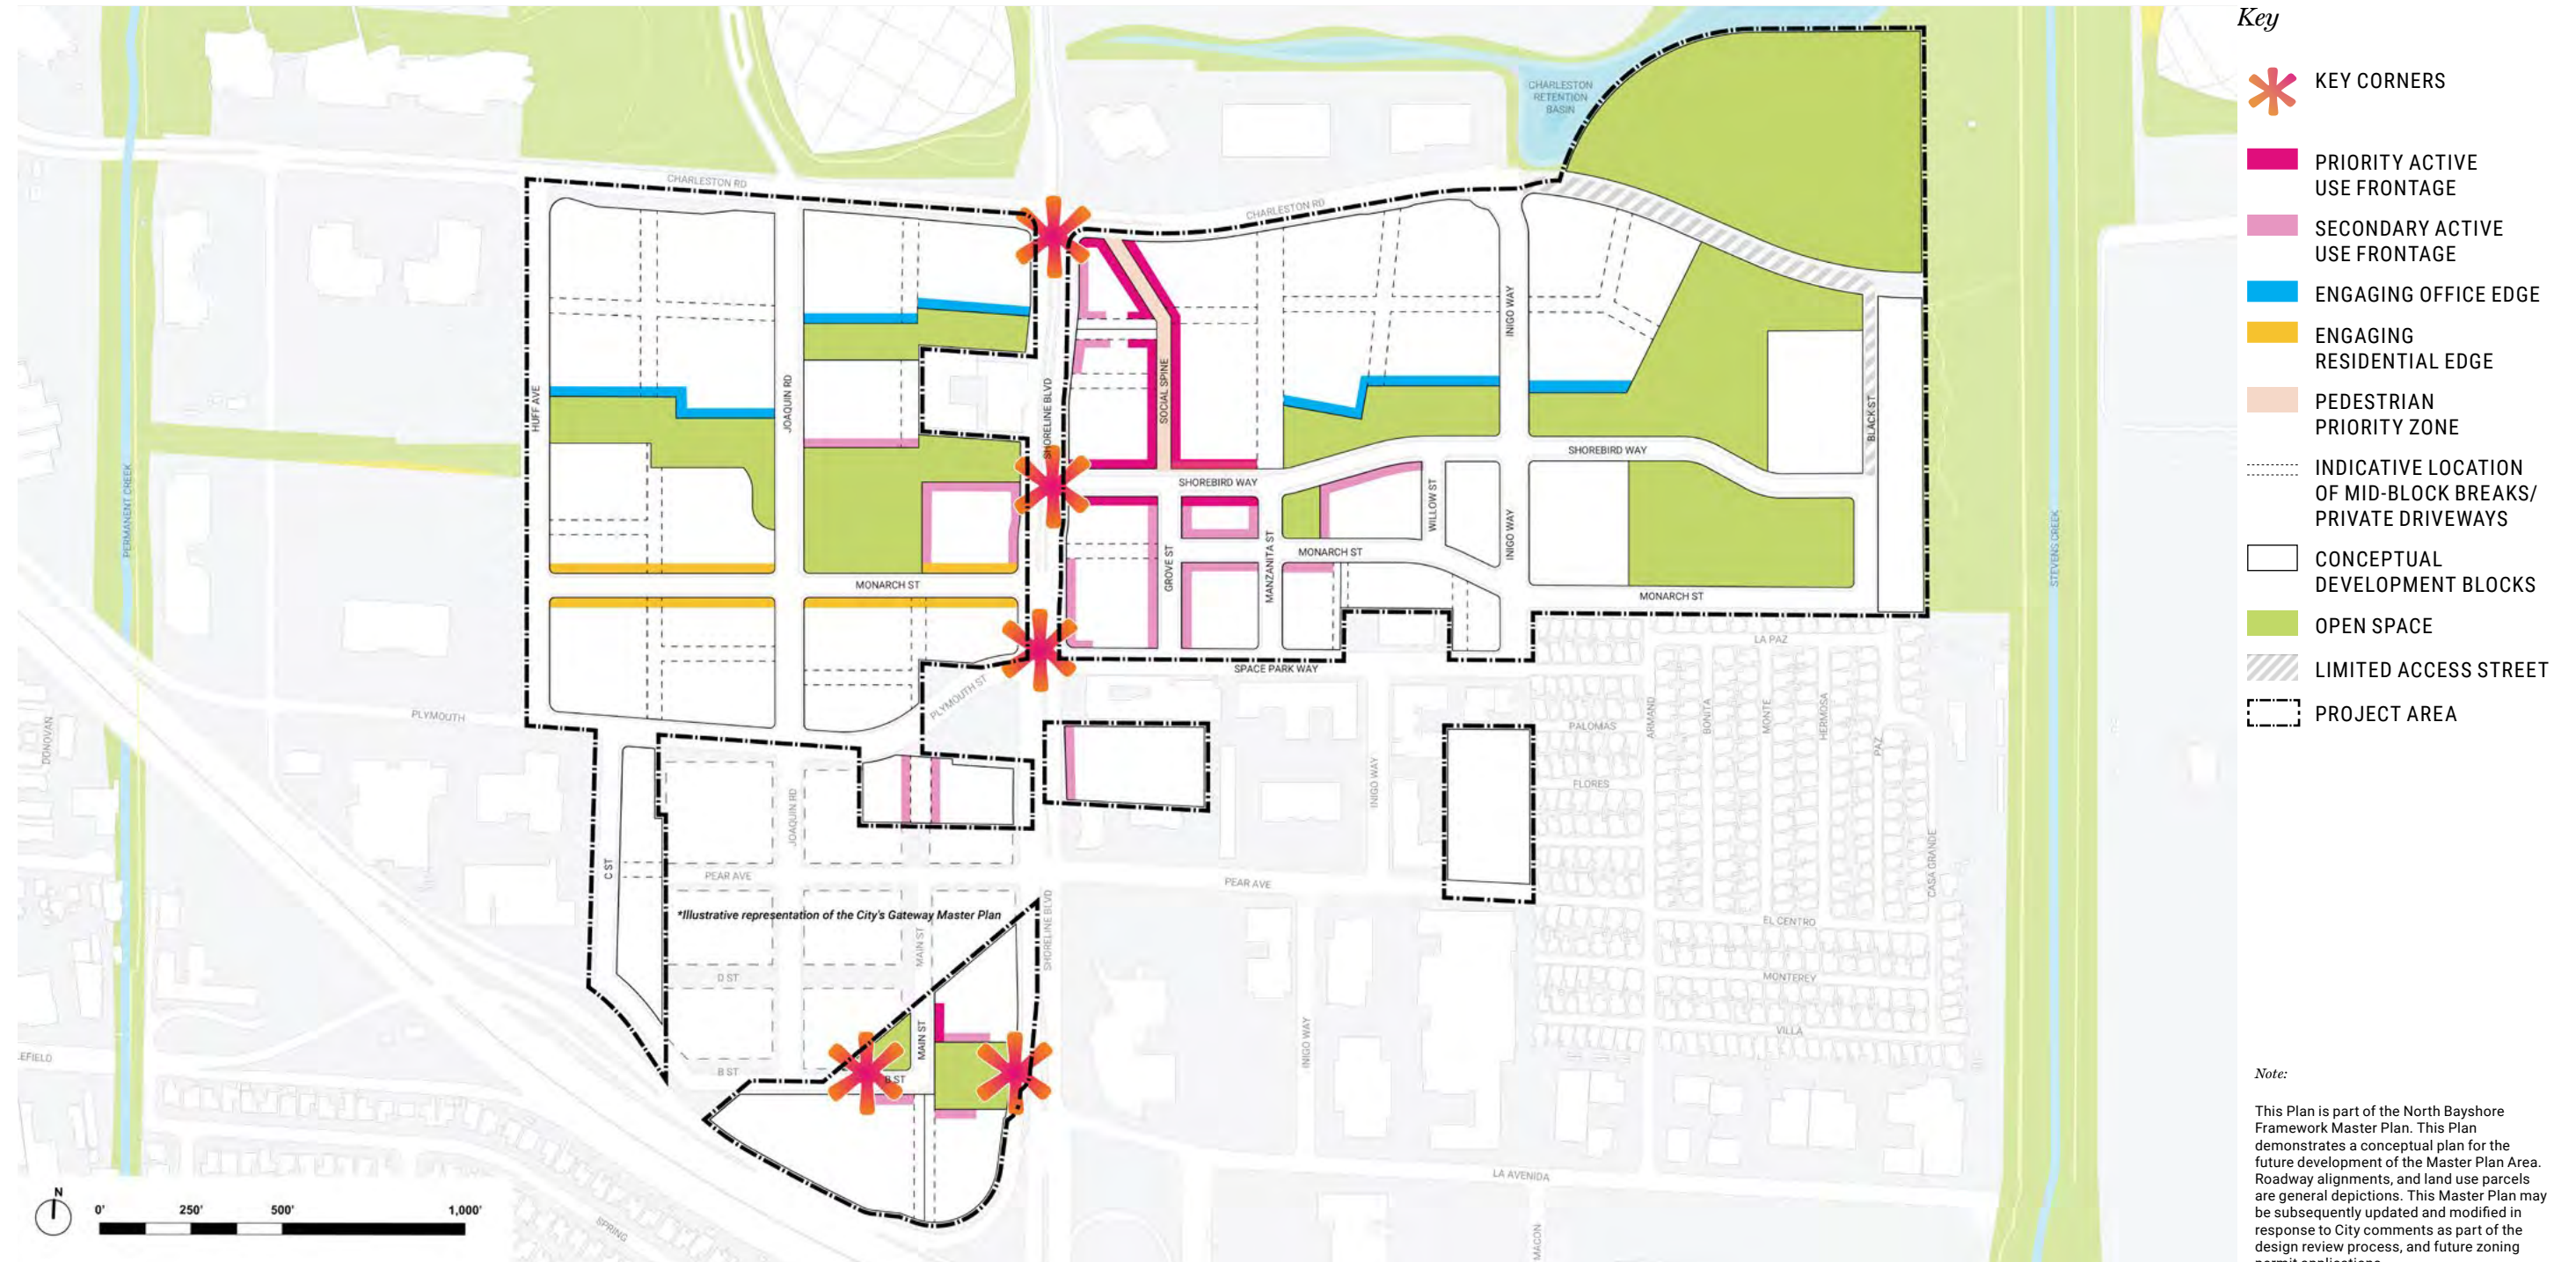 CHARLESTON
RETENTION
BASIN
CHARLESTON RD
CHARLESTON RD
HUFF AVE
JOAQUIN RD
SHORELINE BLVD
SOCIAL SPINE
INIGO WAY
BLACK ST
PERMANENT CREEK
STEVENS CREEK
SHOREBIRD WAY
SHOREBIRD WAY
WILLOW ST
INIGO WAY
GROVE ST
MANZANITA ST
MONARCH ST
MONARCH ST
MONARCH ST
LA PAZ
SPACE PARK WAY
PLYMOUTH ST
PLYMOUTH
DONOVAN
PALOMAS
ARMAND
BONITA
MONTE
HERMOSA
PAZ
FLORES
INIGO WAY
JOAQUIN RD
C ST
CASA GRANDE
PEAR AVE
PEAR AVE
*Illustrative representation of the City's Gateway Master Plan
EL CENTRO
MAIN ST
SHORELINE BLVD
D ST
MONTEREY
MAIN ST
VILLA
INIGO WAY
LEFIELD
B ST
B ST
LA AVENIDA
SPRING
MACON
N
0' 250' 500' 1,000'
Key
KEY CORNERS
PRIORITY ACTIVE
USE FRONTAGE
SECONDARY ACTIVE
USE FRONTAGE
ENGAGING OFFICE EDGE
ENGAGING
RESIDENTIAL EDGE
PEDESTRIAN
PRIORITY ZONE
INDICATIVE LOCATION
OF MID-BLOCK BREAKS/
PRIVATE DRIVEWAYS
CONCEPTUAL
DEVELOPMENT BLOCKS
OPEN SPACE
LIMITED ACCESS STREET
PROJECT AREA
Note:
This Plan is part of the North Bayshore
Framework Master Plan. This Plan
demonstrates a conceptual plan for the
future development of the Master Plan Area.
Roadway alignments, and land use parcels
are general depictions. This Master Plan may
be subsequently updated and modified in
response to City comments as part of the
design review process, and future zoning
permit applications.